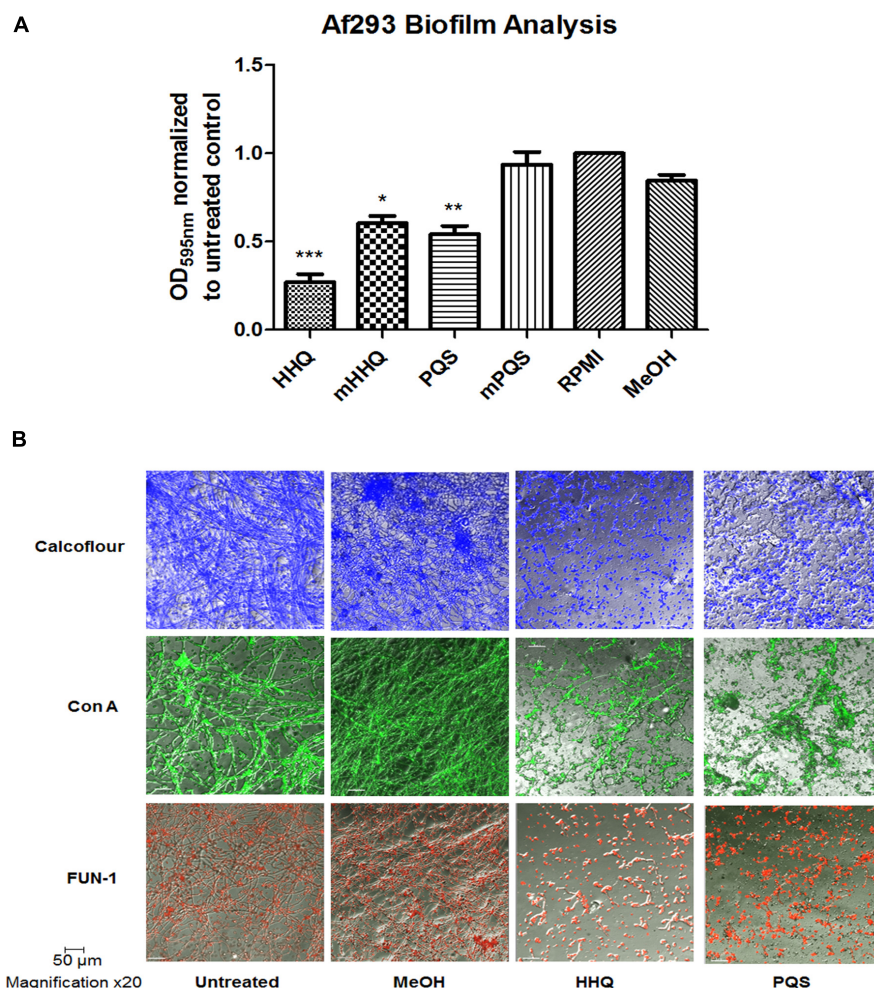 A
Af293 Biofilm Analysis
OD595nm normalized
to untreated control
1.5
1.0
0.5
0.0
***
*
**
HHQ
mHHQ
PQS
mPQS
RPMI
MeOH
B
Calcoflour
Con A
FUN-1
50 µm
Magnification x20
Untreated
MeOH
HHQ
PQS